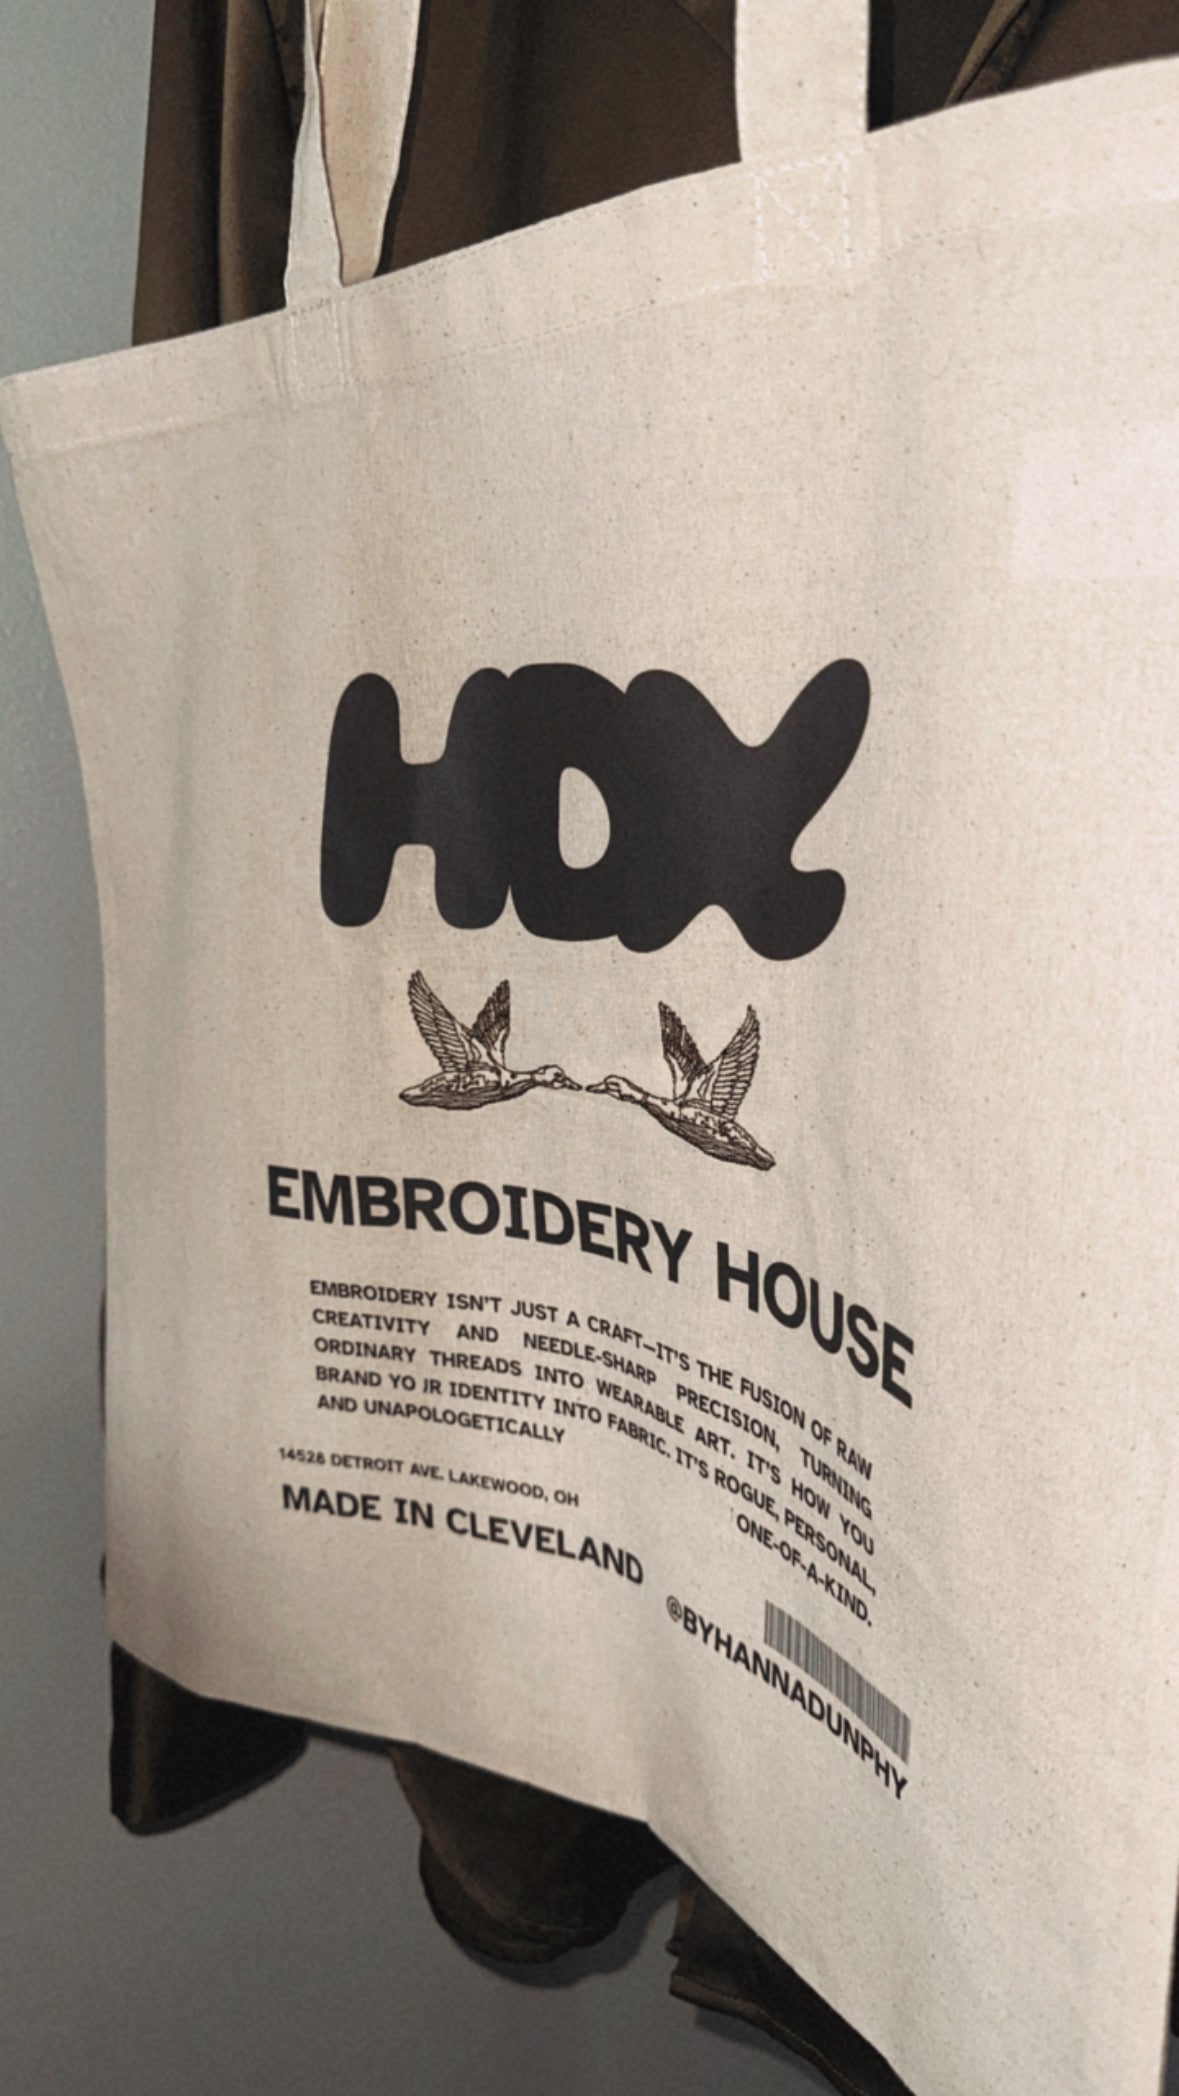 HDX
EMBROIDERY HOUSE
EMBROIDERY ISN'T JUST A CRAFT—IT'S THE FUSION OF RAW
CREATIVITY AND NEEDLE-SHARP PRECISION, TURNING
ORDINARY THREADS INTO WEARABLE ART. IT'S HOW YOU
BRAND YOUR IDENTITY INTO FABRIC. IT'S ROGUE, PERSONAL,
AND UNAPOLOGETICALLY ONE-OF-A-KIND.
14528 DETROIT AVE. LAKEWOOD, OH
MADE IN CLEVELAND
@BYHANNADUNPHY